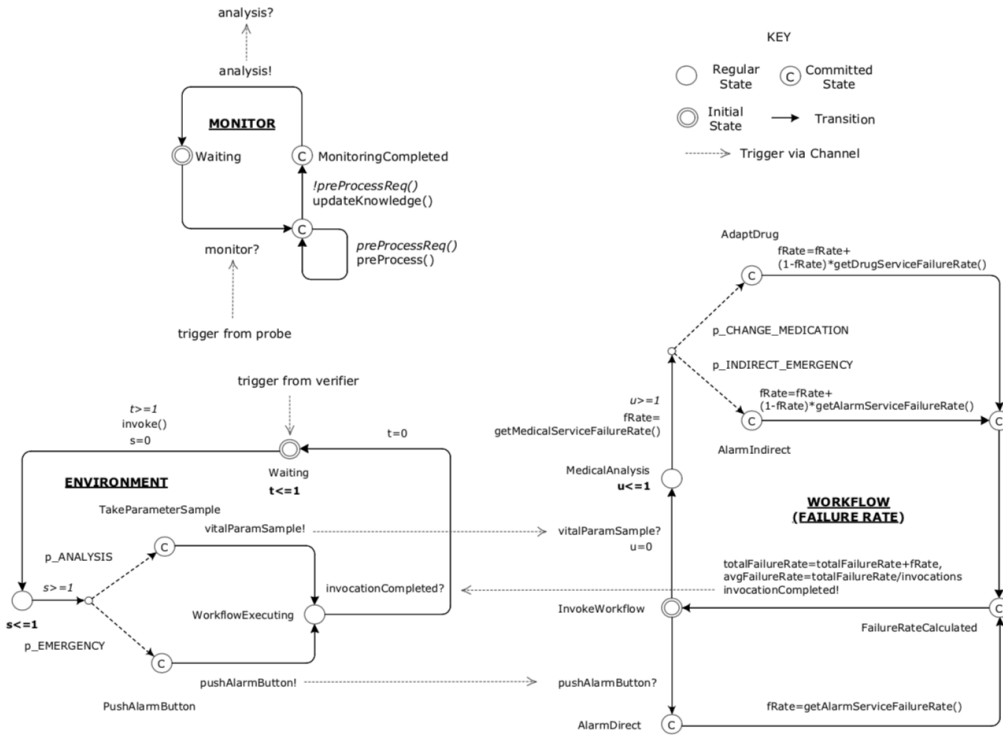 analysis?
analysis!
MONITOR
Waiting
C MonitoringCompleted
!preProcessReq()
updateKnowledge()
C
preProcessReq()
preProcess()
monitor?
trigger from probe
KEY
Regular
State
C Committed
State
Initial
State
Transition
Trigger via Channel
trigger from verifier
t>=1
invoke()
s=0
t=0
Waiting
t<=1
ENVIRONMENT
TakeParameterSample
vitalParamSample!
p_ANALYSIS
C
s>=1
invocationCompleted?
WorkflowExecuting
s<=1
p_EMERGENCY
C
pushAlarmButton!
PushAlarmButton
AdaptDrug
fRate=fRate+
(1-fRate)*getDrugServiceFailureRate()
C
p_CHANGE_MEDICATION
p_INDIRECT_EMERGENCY
u>=1
fRate=
getMedicalServiceFailureRate()
fRate=fRate+
(1-fRate)*getAlarmServiceFailureRate()
C
C
AlarmIndirect
MedicalAnalysis
u<=1
WORKFLOW
(FAILURE RATE)
vitalParamSample?
u=0
totalFailureRate=totalFailureRate+fRate,
avgFailureRate=totalFailureRate/invocations
invocationCompleted!
InvokeWorkflow
C
FailureRateCalculated
pushAlarmButton?
fRate=getAlarmServiceFailureRate()
AlarmDirect
C